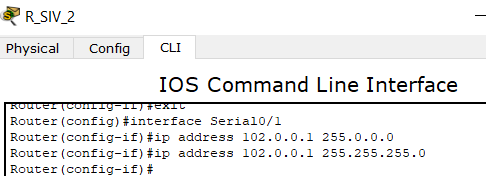 R_SIV_2
Physical Config CLI
IOS Command Line Interface
Router(config-if)#exit
Router(config)#interface Serial0/1
Router(config-if)#ip address 102.0.0.1 255.0.0.0
Router(config-if)#ip address 102.0.0.1 255.255.255.0
Router(config-if)#